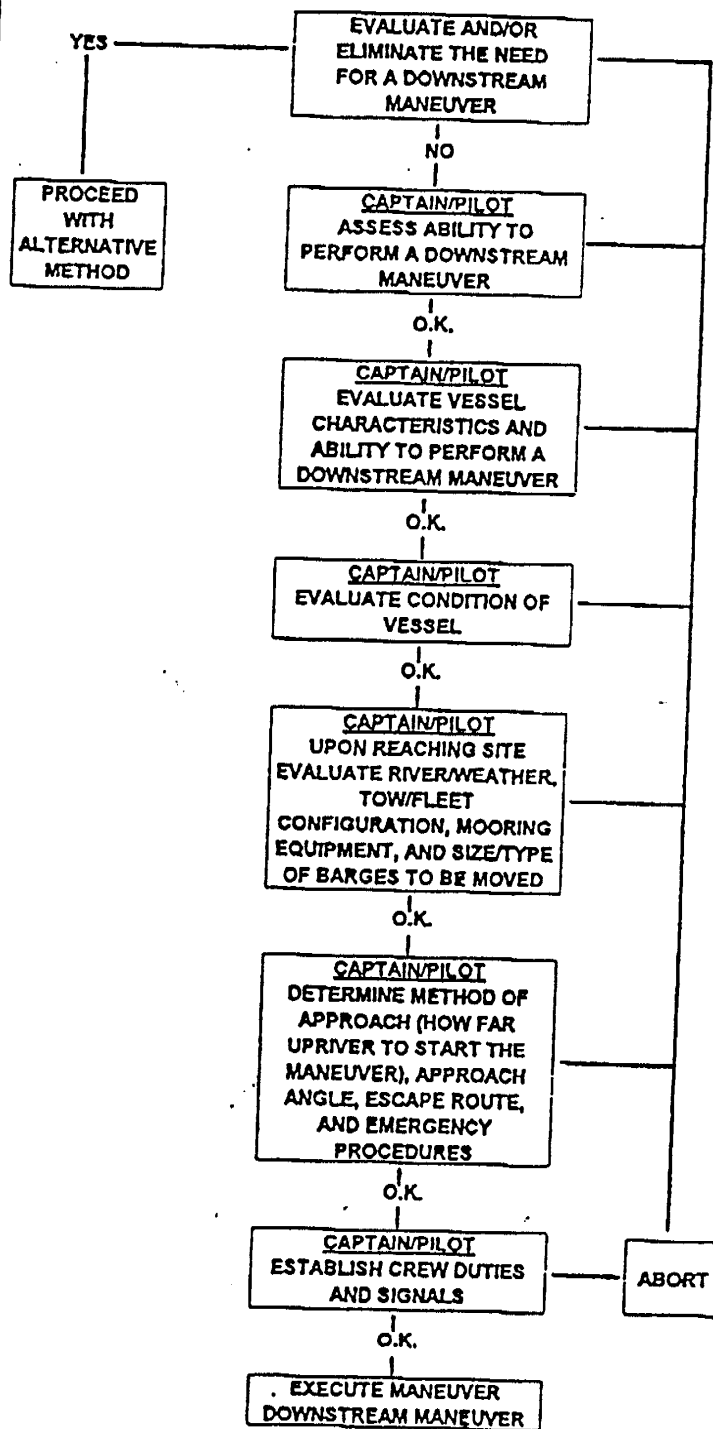 EVALUATE AND/OR
ELIMINATE THE NEED
FOR A DOWNSTREAM
MANEUVER
YES
NO
PROCEED
WITH
ALTERNATIVE
METHOD
CAPTAIN/PILOT
ASSESS ABILITY TO
PERFORM A DOWNSTREAM
MANEUVER
O.K.
CAPTAIN/PILOT
EVALUATE VESSEL
CHARACTERISTICS AND
ABILITY TO PERFORM A
DOWNSTREAM MANEUVER
O.K.
CAPTAIN/PILOT
EVALUATE CONDITION OF
VESSEL
O.K.
CAPTAIN/PILOT
UPON REACHING SITE
EVALUATE RIVER/WEATHER,
TOW/FLEET
CONFIGURATION, MOORING
EQUIPMENT, AND SIZE/TYPE
OF BARGES TO BE MOVED
O.K.
CAPTAIN/PILOT
DETERMINE METHOD OF
APPROACH (HOW FAR
UPRIVER TO START THE
MANEUVER), APPROACH
ANGLE, ESCAPE ROUTE,
AND EMERGENCY
PROCEDURES
O.K.
CAPTAIN/PILOT
ESTABLISH CREW DUTIES
AND SIGNALS
ABORT
O.K.
EXECUTE MANEUVER
DOWNSTREAM MANEUVER